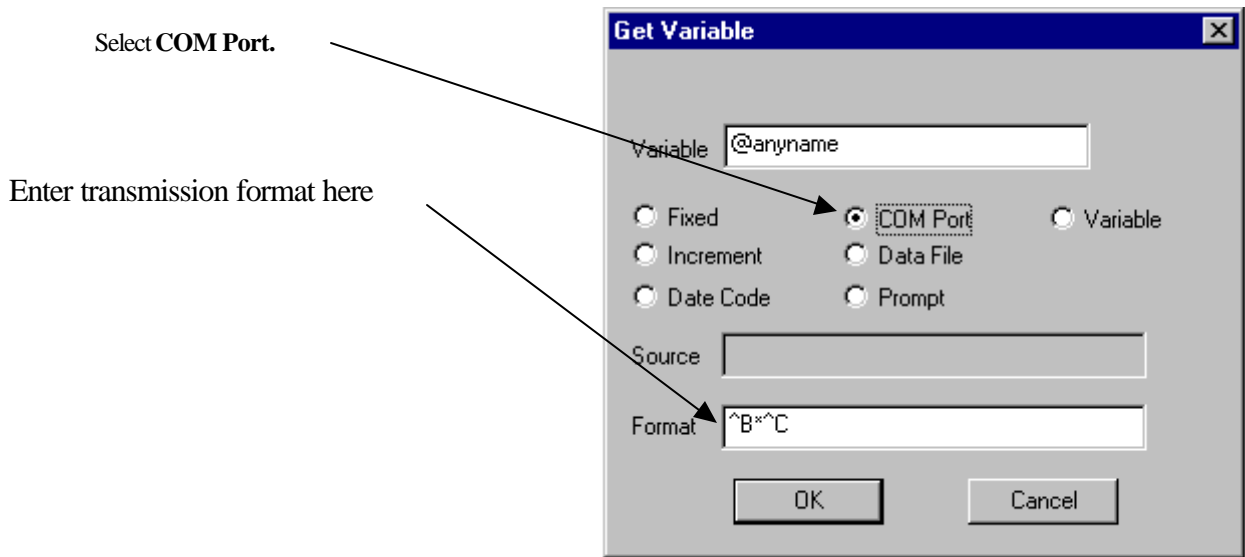 Get Variable
Select COM Port.
Variable @anyname
Enter transmission format here
Fixed COM Port Variable
Increment Data File
Date Code Prompt
Source
Format ^B*^C
OK Cancel